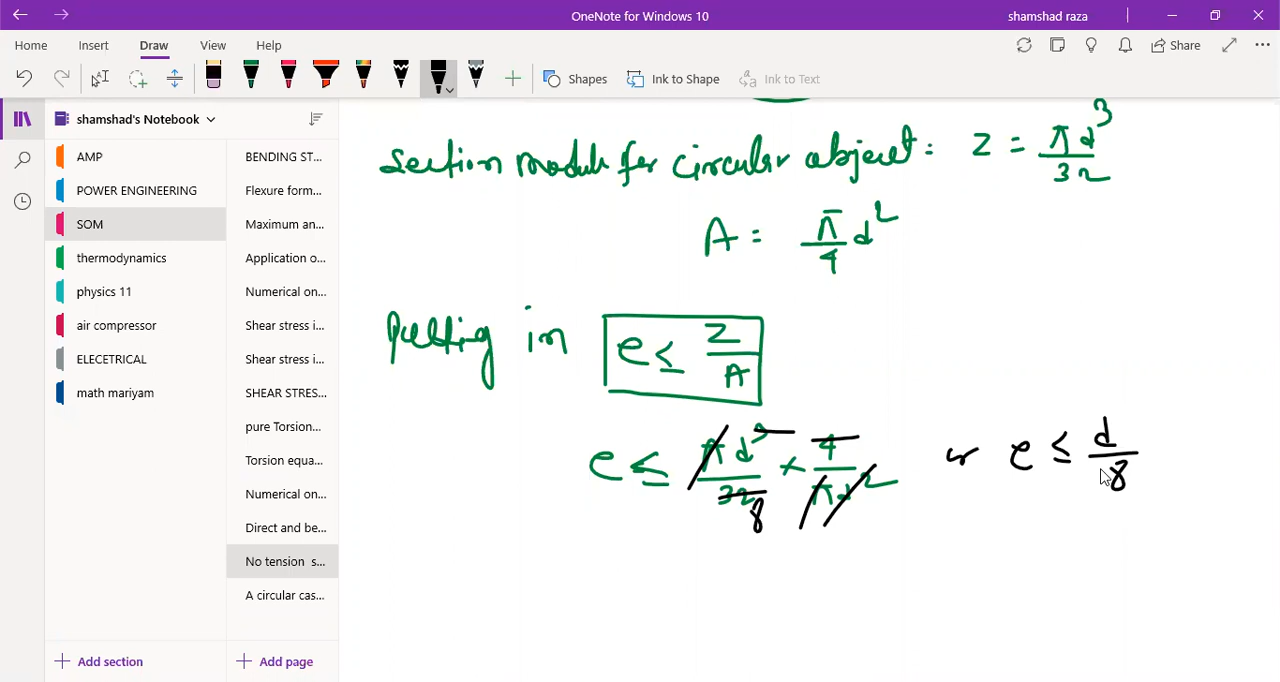 OneNote for Windows 10
shamshad raza
Home Insert Draw View Help
Share
Shapes Ink to Shape Ink to Text
shamshad's Notebook
AMP
POWER ENGINEERING
SOM
thermodynamics
physics 11
air compressor
ELECETRICAL
math mariyam
Add section
BENDING ST...
Flexure form...
Maximum an...
Application o...
Numerical on...
Shear stress i...
Shear stress i...
SHEAR STRES...
pure Torsion...
Torsion equa...
Numerical on...
Direct and be...
No tension s...
A circular cas...
Add page
section modul for circular object : Z = πd³/32
A = π/4 d²
Putting in e ≤ Z/A
e ≤ πd³/32 × 4/πd² or e ≤ d/8
8